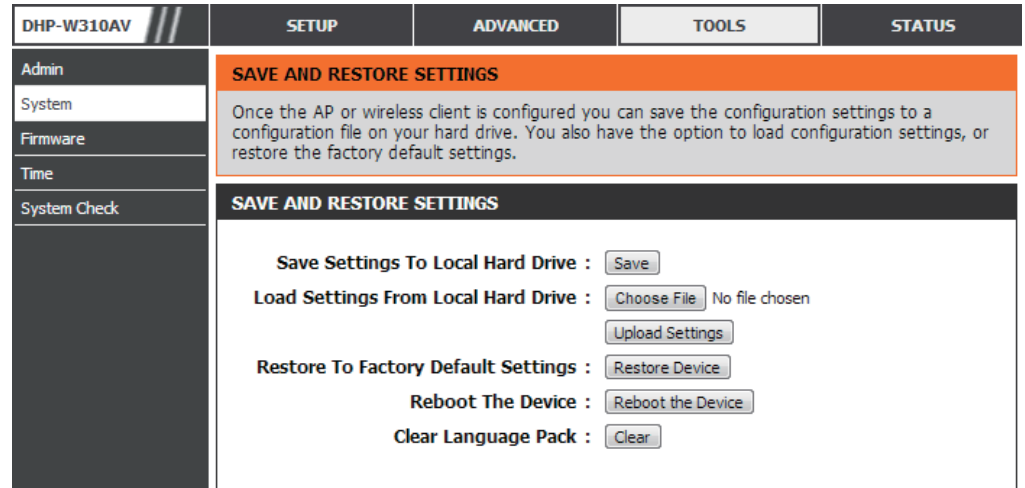 DHP-W310AV
SETUP
ADVANCED
TOOLS
STATUS
Admin
System
Firmware
Time
System Check
SAVE AND RESTORE SETTINGS
Once the AP or wireless client is configured you can save the configuration settings to a
configuration file on your hard drive. You also have the option to load configuration settings, or
restore the factory default settings.
SAVE AND RESTORE SETTINGS
Save Settings To Local Hard Drive : Save
Load Settings From Local Hard Drive : Choose File No file chosen
Upload Settings
Restore To Factory Default Settings : Restore Device
Reboot The Device : Reboot the Device
Clear Language Pack : Clear